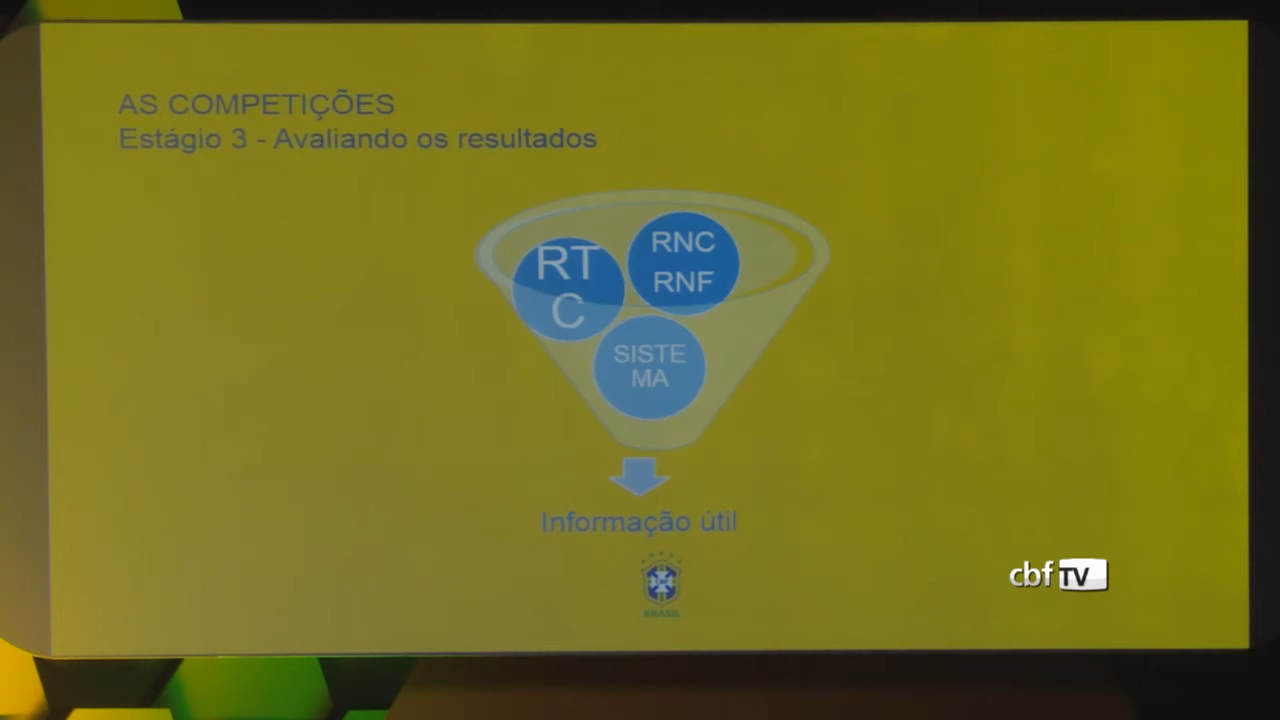 AS COMPETIÇÕES
Estágio 3 - Avaliando os resultados
RT
C
RNC
RNF
SISTE
MA
Informação útil
BRASIL
cbf TV